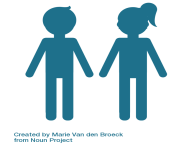 Created by Marie Van den Broeck
from Noun Project